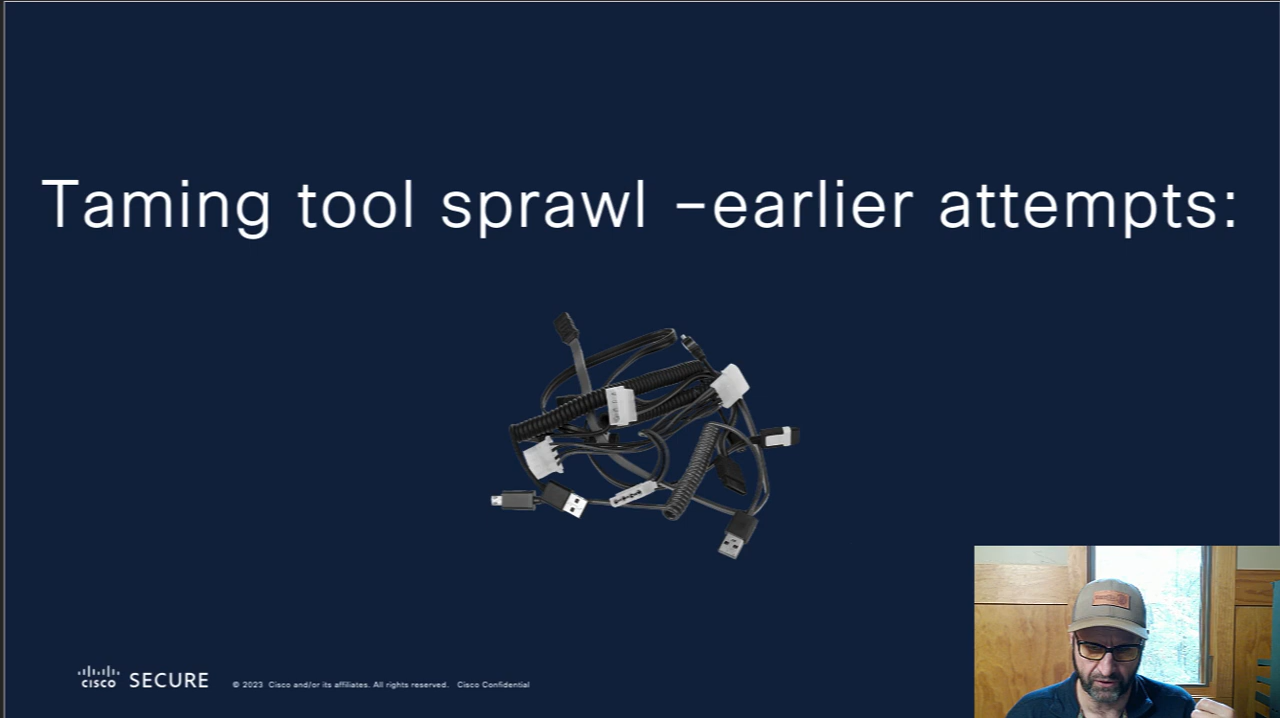 Taming tool sprawl –earlier attempts:
cisco SECURE © 2023 Cisco and/or its affiliates. All rights reserved. Cisco Confidential